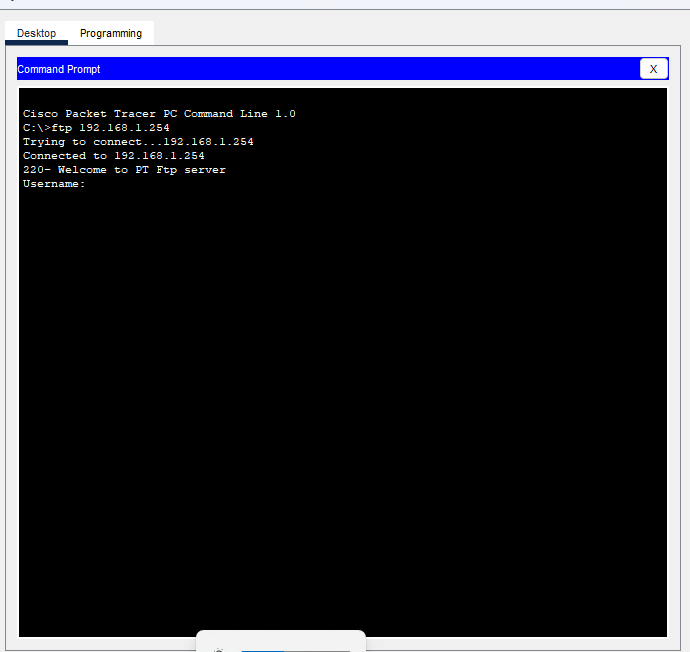 Desktop
Programming
Command Prompt
X
Cisco Packet Tracer PC Command Line 1.0
C:\>ftp 192.168.1.254
Trying to connect...192.168.1.254
Connected to 192.168.1.254
220- Welcome to PT Ftp server
Username: